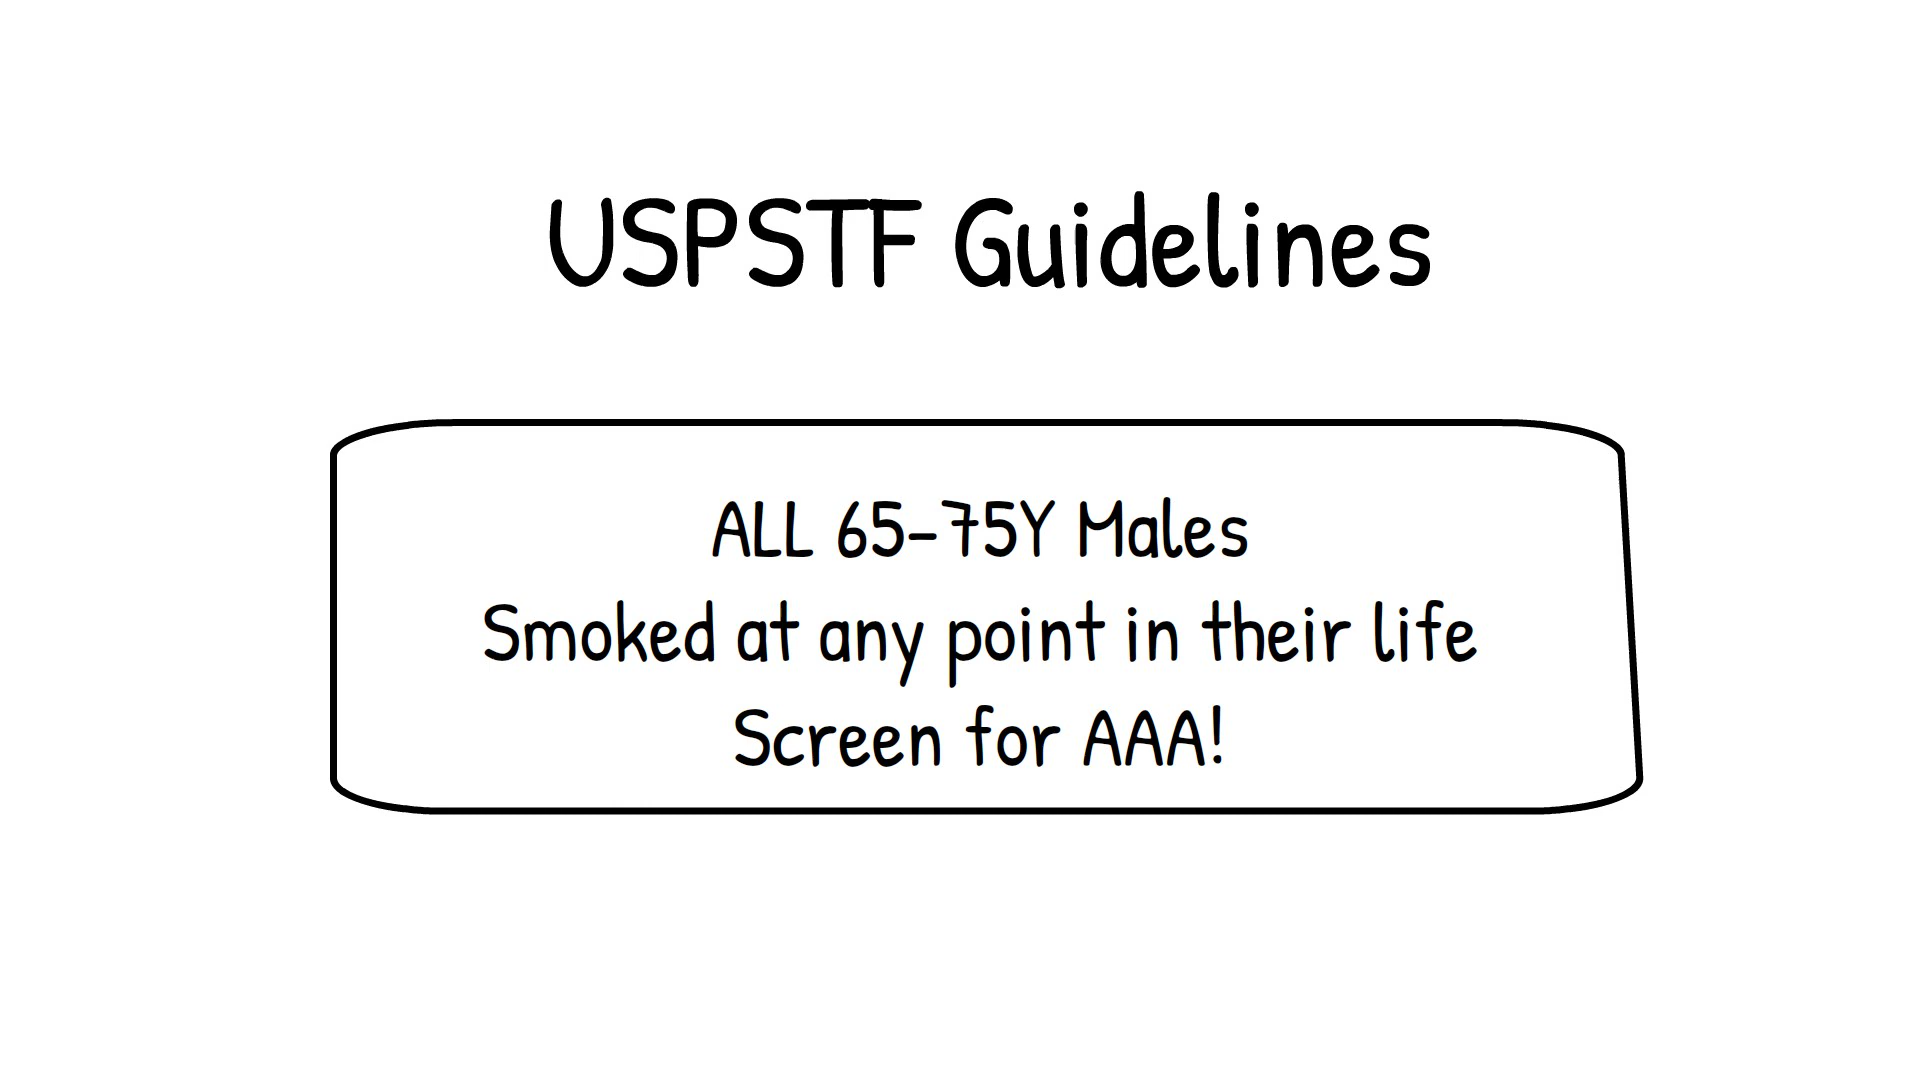 USPSTF Guidelines
ALL 65-75Y Males
Smoked at any point in their life
Screen for AAA!